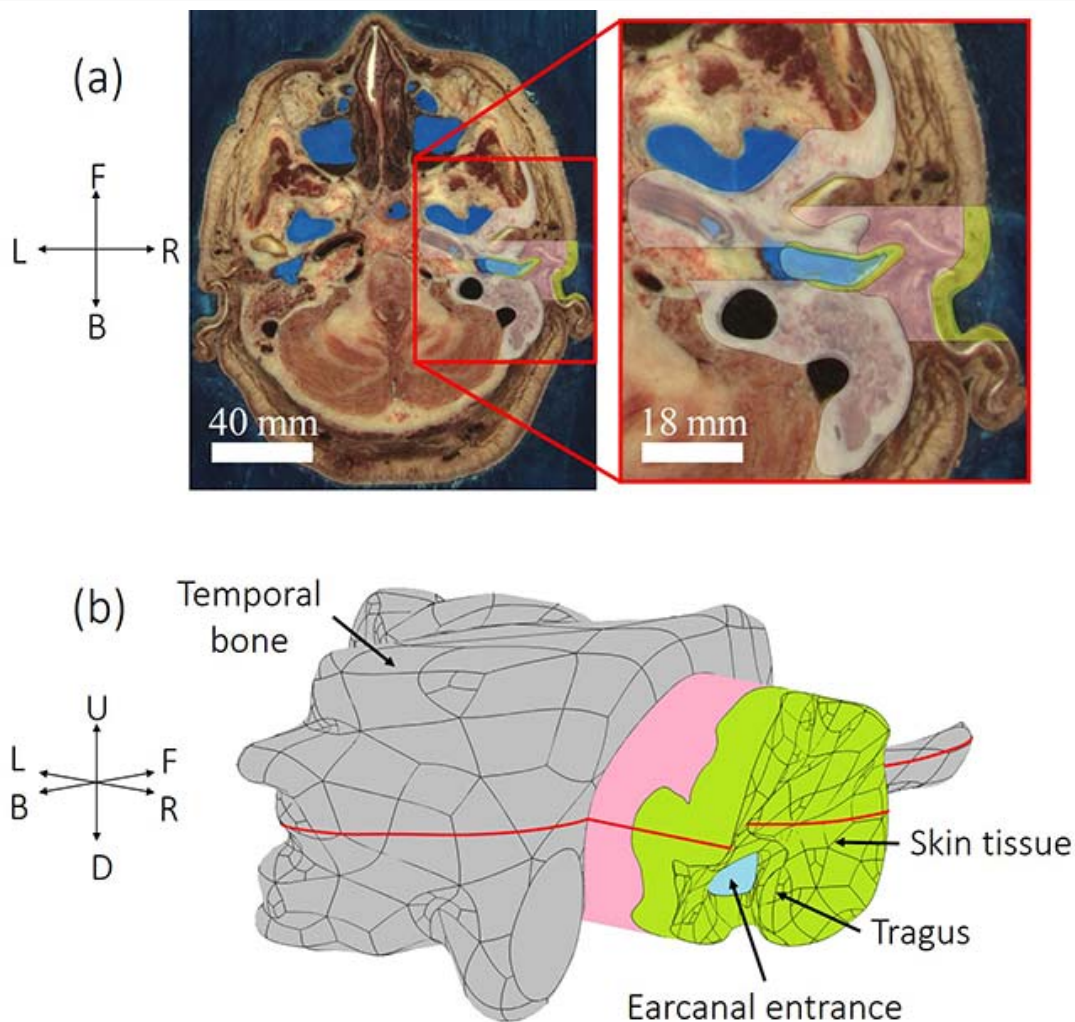 (a)
F
L
R
B
40 mm
18 mm
(b)
Temporal
bone
U
L
F
B
R
D
Skin tissue
Tragus
Earcanal entrance